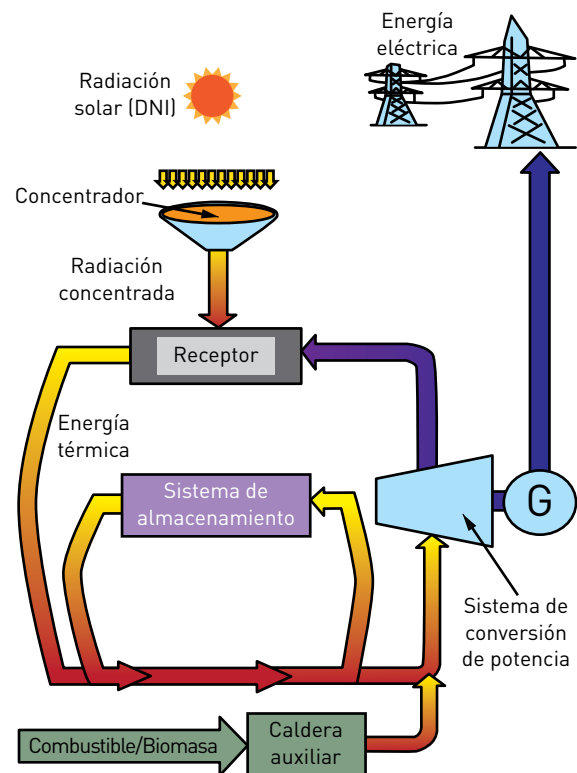 Energía
eléctrica
Radiación
solar (DNI)
Concentrador
Radiación
concentrada
Receptor
Energía
térmica
Sistema de
almacenamiento
G
Sistema de
conversión
de potencia
Combustible/Biomasa
Caldera
auxiliar